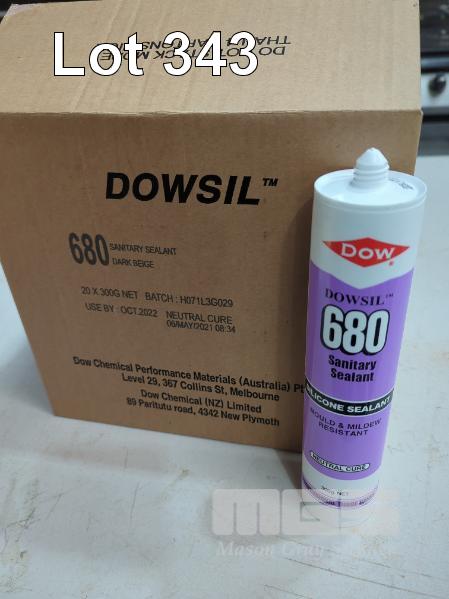 Lot 343
DOWSIL™
680 SANITARY SEALANT
DARK BEIGE
20 X 300G NET BATCH : H071L3G029
USE BY : OCT.2022 NEUTRAL CURE
06/MAY/2021 08:34
Dow Chemical Performance Materials (Australia)
Level 29, 367 Collins St, Melbourne
Dow Chemical (NZ) Limited
89 Paritutu road, 4342 New Plymouth
Dow
DOWSIL™
680
Sanitary
Sealant
SILICONE SEALANT
MOULD & MILDEW
RESISTANT
NEUTRAL CURE
300g NET
MGS
Mason Gray